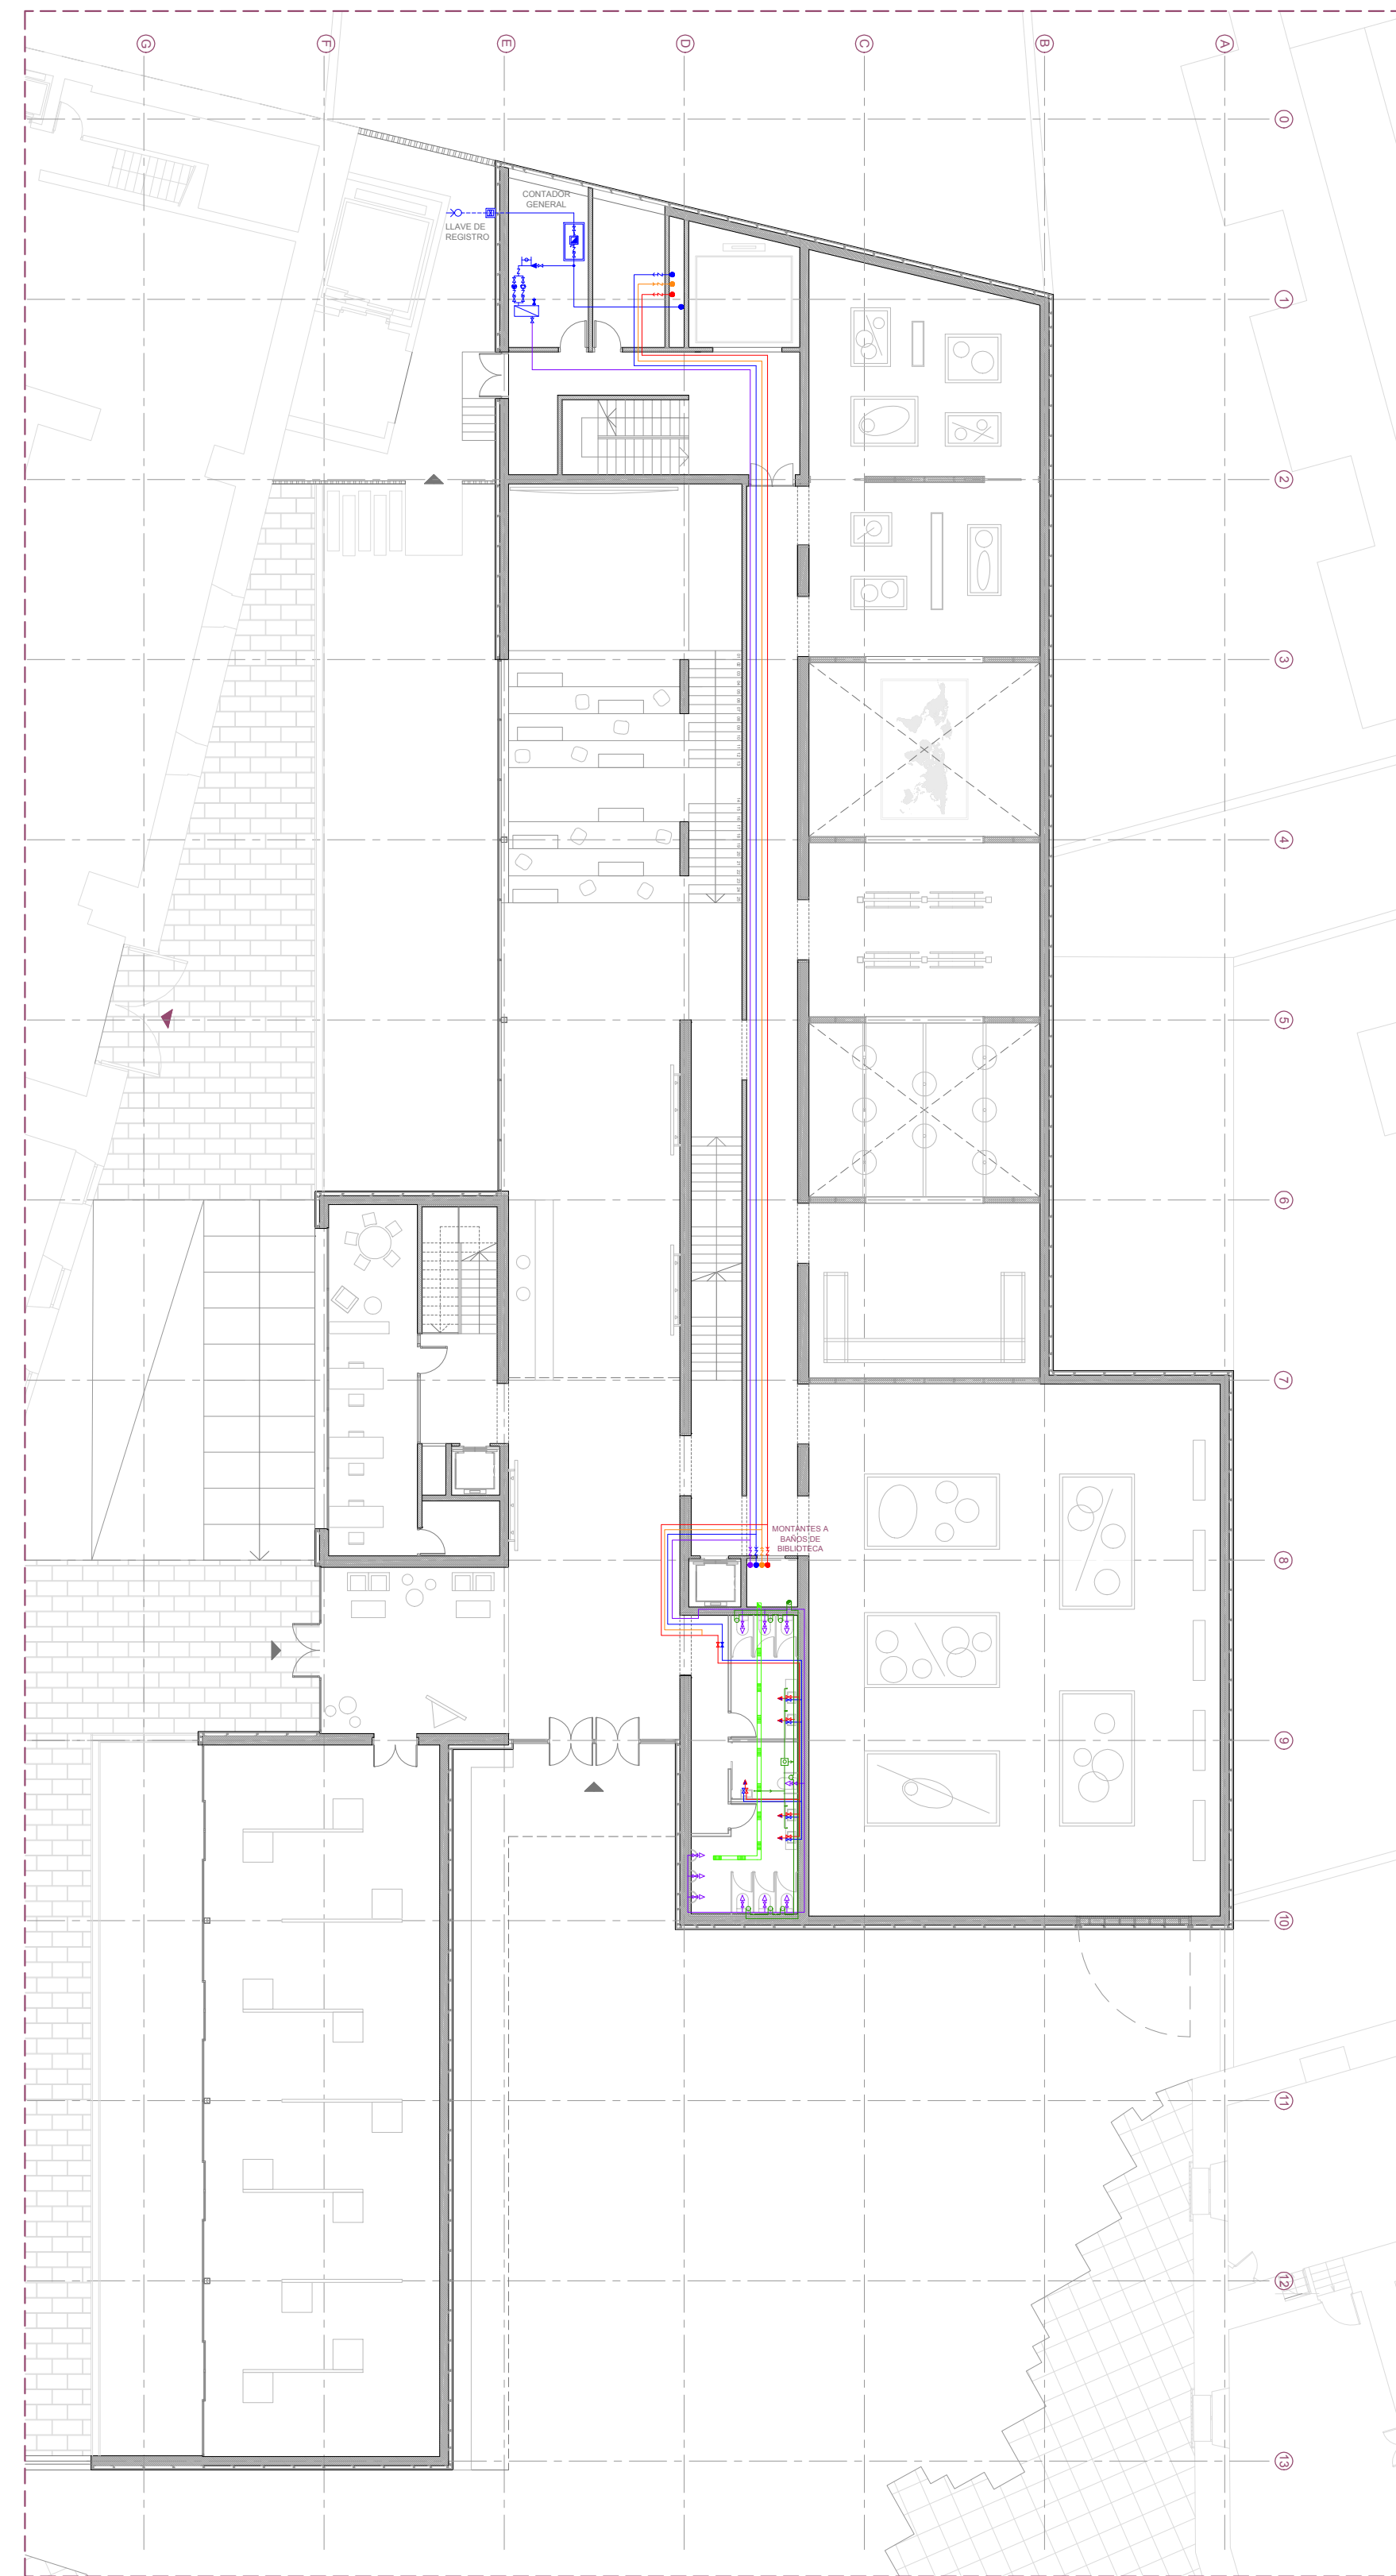 G
F
E
D
C
B
A
0
CONTADOR
GENERAL
LLAVE DE
REGISTRO
1
2
3
4
5
6
7
MONTANTES A
BAÑOS DE
BIBLIOTECA
8
9
10
11
12
13